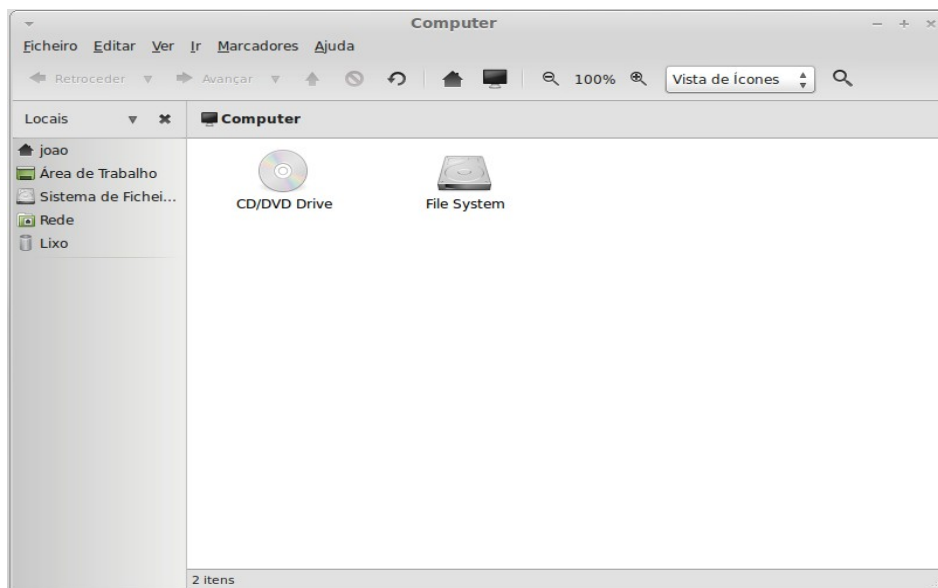 Computer
Ficheiro Editar Ver Ir Marcadores Ajuda
Retroceder Avançar 100% Vista de Ícones
Locais Computer
joao
Área de Trabalho
Sistema de Fichei...
Rede
Lixo
CD/DVD Drive File System
2 itens